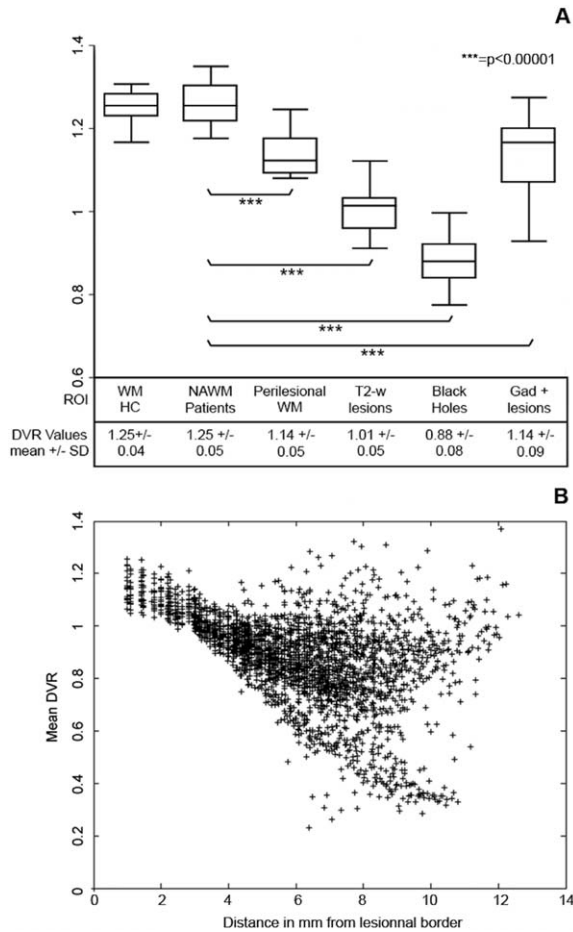 A
***=p<0.00001
1.4
1.2
1
0.8
0.6
***
***
***
***
ROI
WM HC
NAWM Patients
Perilesional WM
T2-w lesions
Black Holes
Gad + lesions
DVR Values mean +/- SD
1.25+/- 0.04
1.25 +/- 0.05
1.14 +/- 0.05
1.01 +/- 0.05
0.88 +/- 0.08
1.14 +/- 0.09
B
1.4
1.2
1
0.8
0.6
0.4
0.2
0
Mean DVR
0 2 4 6 8 10 12 14
Distance in mm from lesionnal border